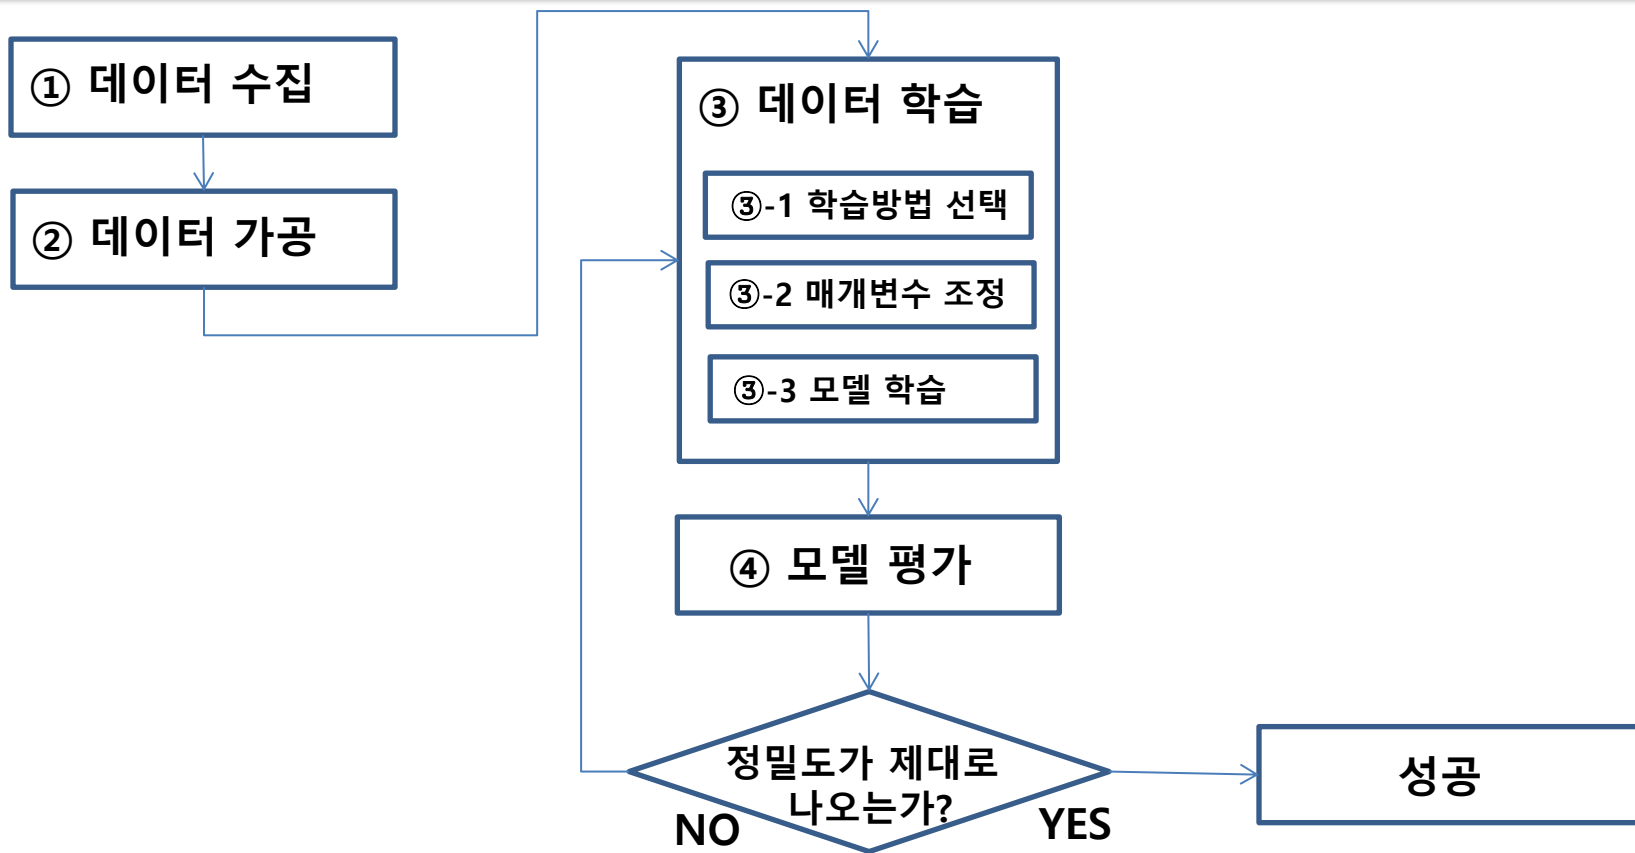 ① 데이터 수집
② 데이터 가공
③ 데이터 학습
③-1 학습방법 선택
③-2 매개변수 조정
③-3 모델 학습
④ 모델 평가
정밀도가 제대로
나오는가?
NO
YES
성공